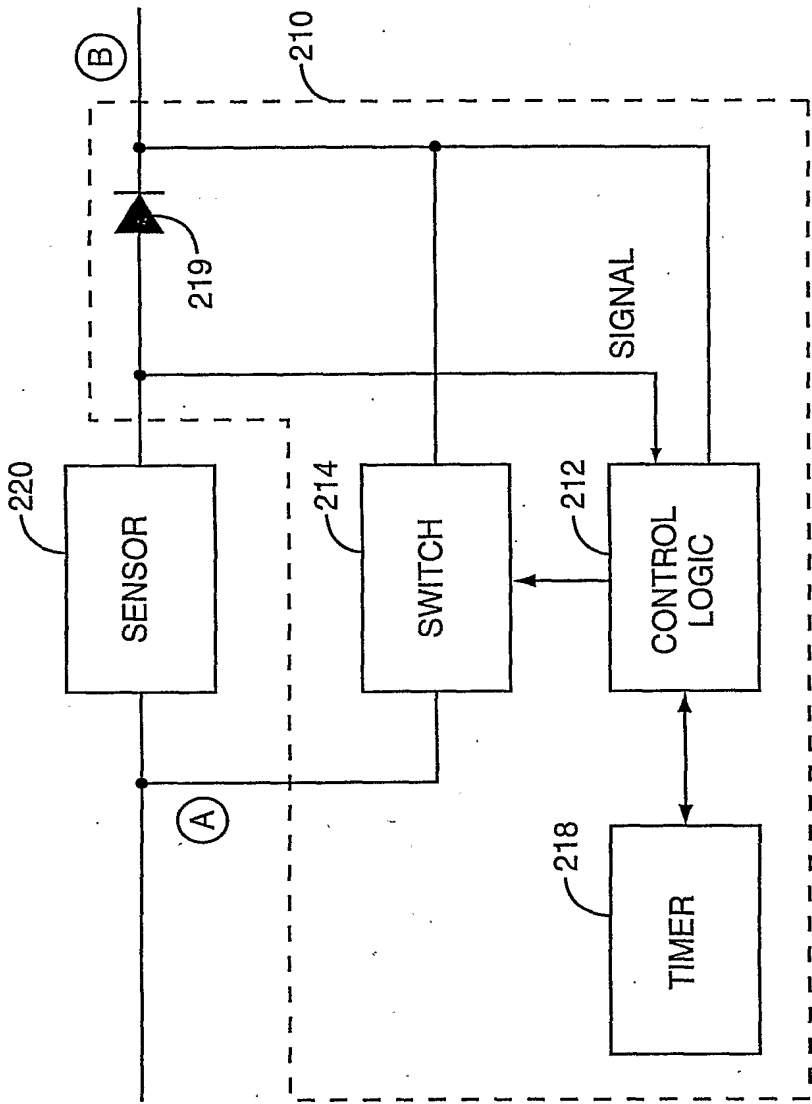 B
210
219
SIGNAL
220
SENSOR
214
SWITCH
212
CONTROL
LOGIC
A
218
TIMER